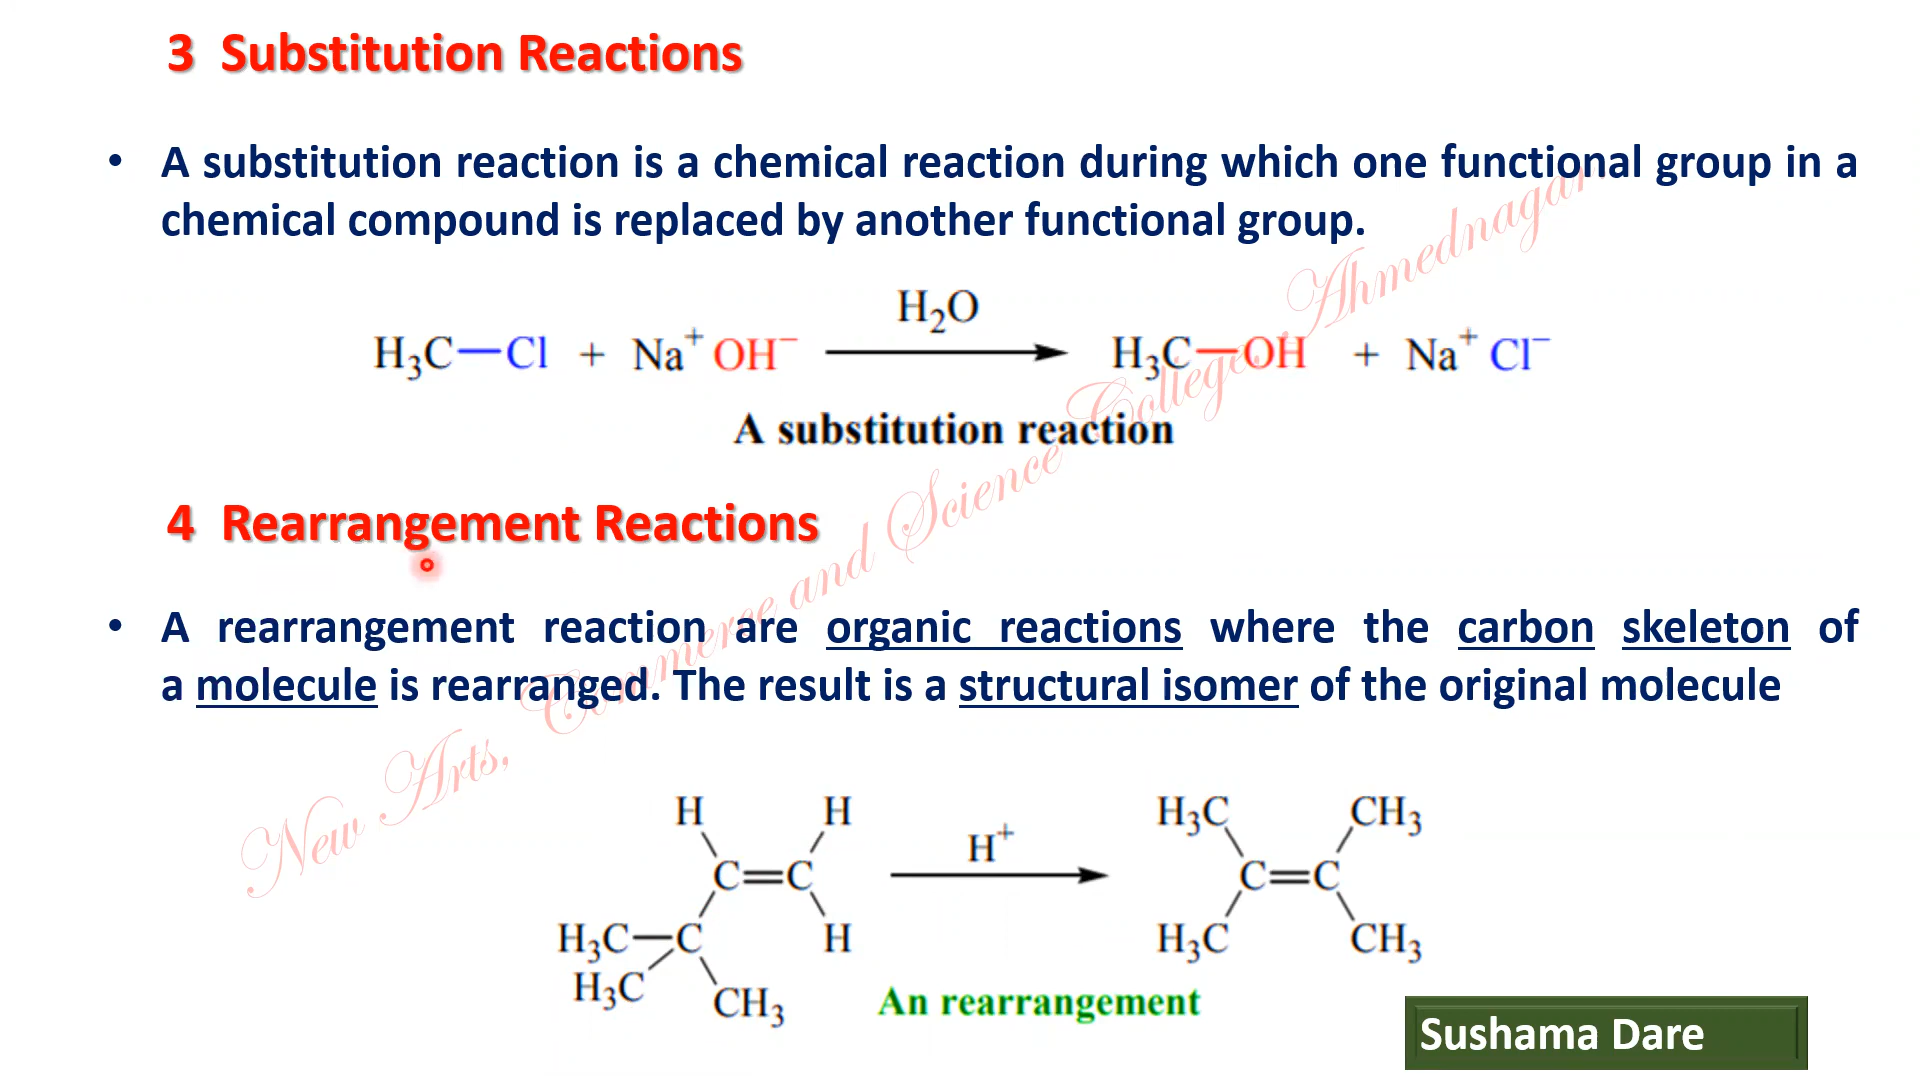 3 Substitution Reactions
• A substitution reaction is a chemical reaction during which one functional group in a
chemical compound is replaced by another functional group.
H₂O
H₃C—Cl + Na⁺ OH⁻ ⟶ H₃C—OH + Na⁺ Cl⁻
A substitution reaction
4 Rearrangement Reactions
• A rearrangement reaction are organic reactions where the carbon skeleton of
a molecule is rearranged. The result is a structural isomer of the original molecule
H H H₃C CH₃
H⁺
C=C ⟶ C=C
H₃C—C H H₃C CH₃
H₃C CH₃
An rearrangement
Sushama Dare
New Arts, Commerce and Science College, Ahmednagar